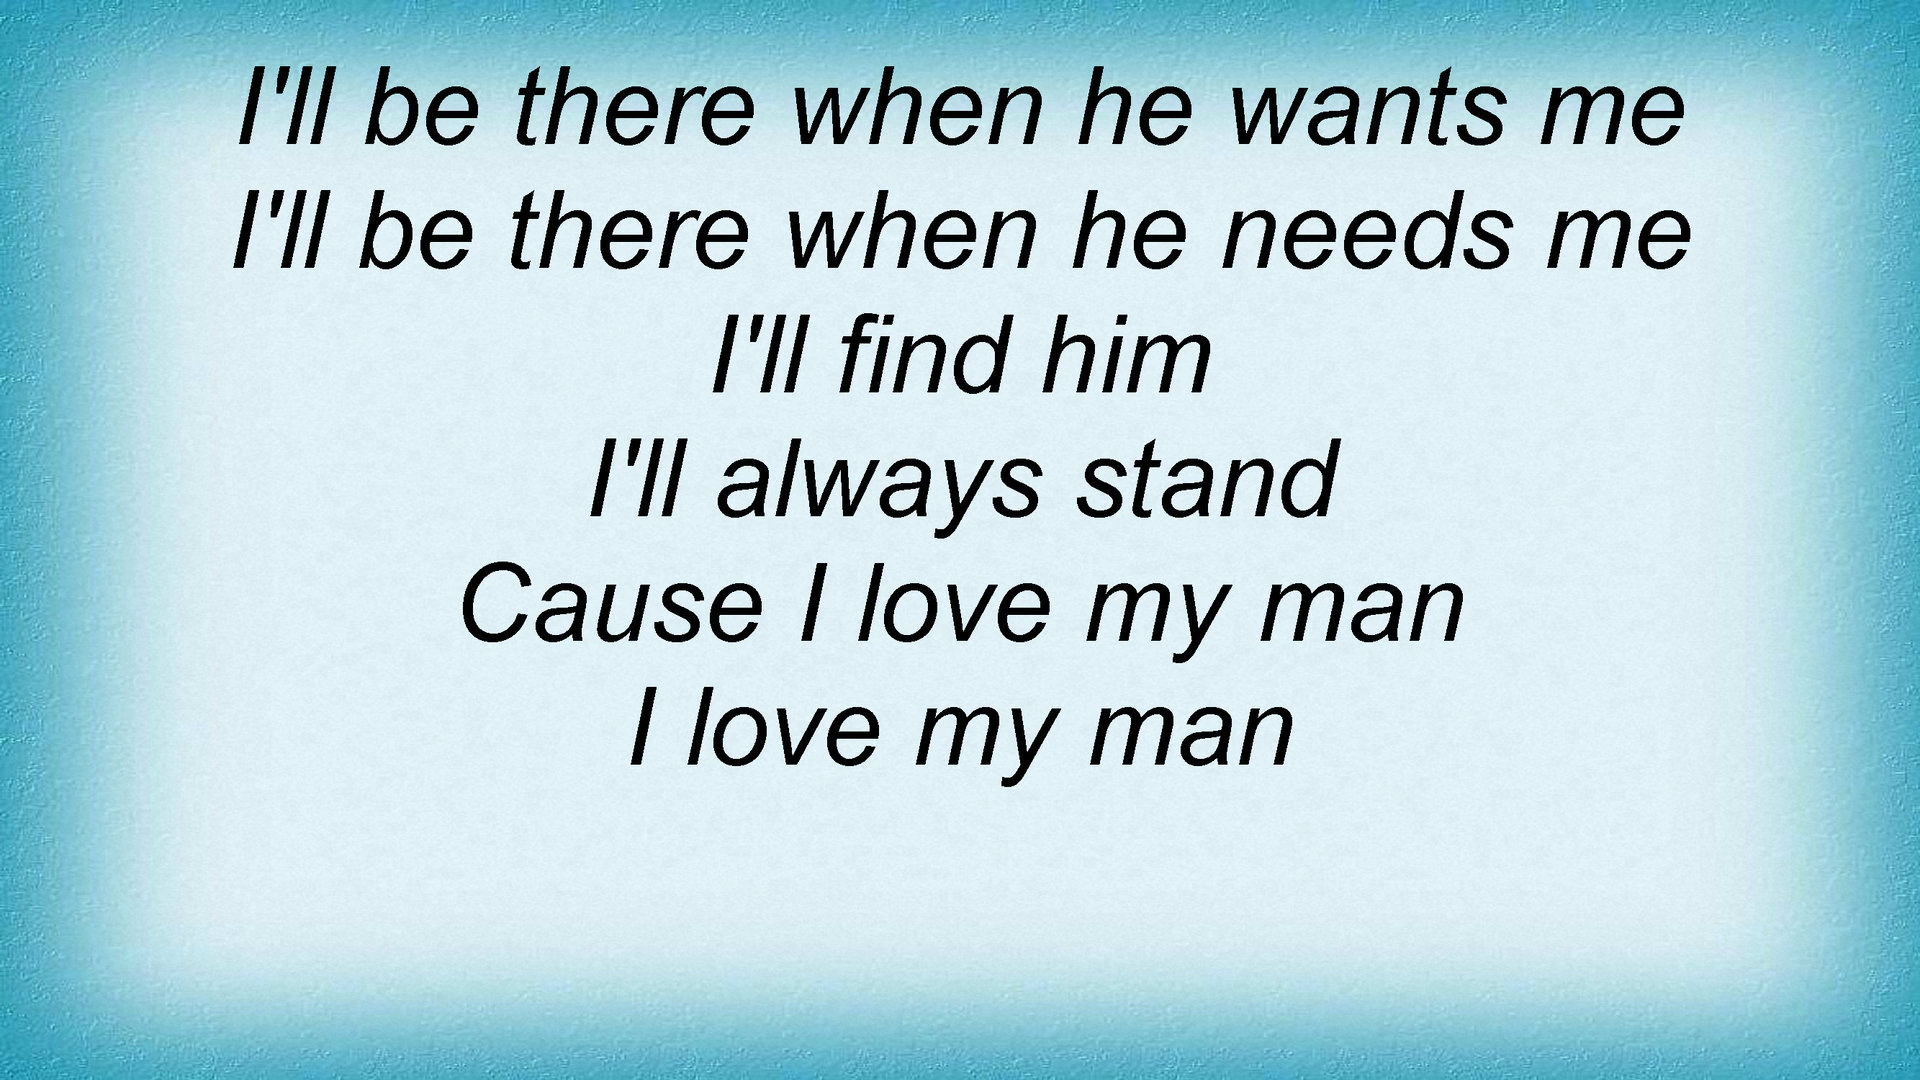 I'll be there when he wants me
I'll be there when he needs me
I'll find him
I'll always stand
Cause I love my man
I love my man